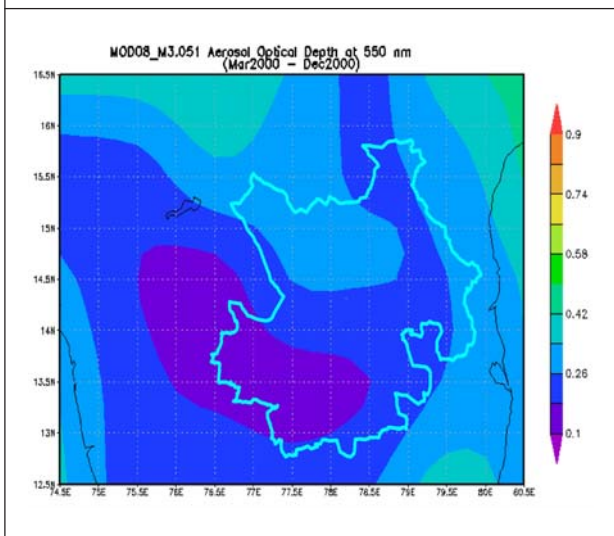 MOD08_M3.051 Aerosol Optical Depth at 550 nm
(Mar2000 - Dec2000)
16.5N
16N
15.5N
15N
14.5N
14N
13.5N
13N
12.5N
74.5E 75E 75.5E 76E 76.5E 77E 77.5E 78E 78.5E 79E 79.5E 80E 80.5E
0.9
0.74
0.58
0.42
0.26
0.1